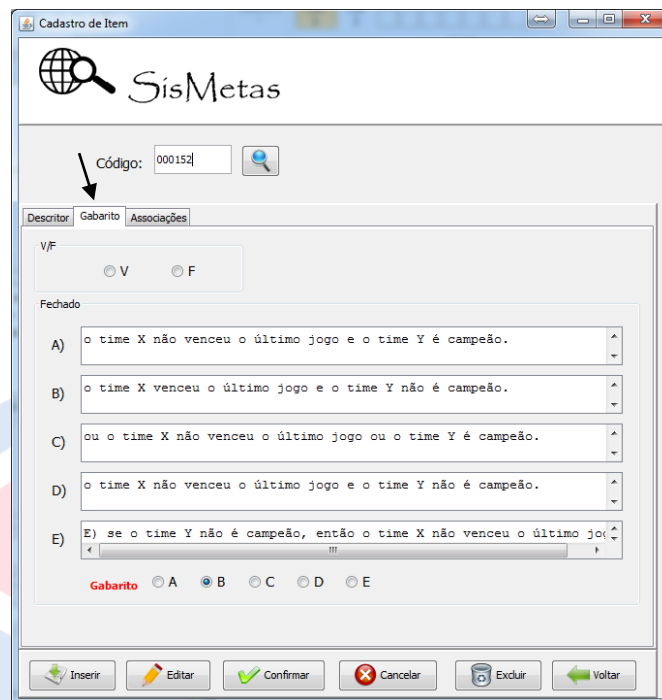 Cadastro de Item
SisMetas
Código: 000152
Descritor Gabarito Associações
V/F
V F
Fechado
A) o time X não venceu o último jogo e o time Y é campeão.
B) o time X venceu o último jogo e o time Y não é campeão.
C) ou o time X não venceu o último jogo ou o time Y é campeão.
D) o time X não venceu o último jogo e o time Y não é campeão.
E) E) se o time Y não é campeão, então o time X não venceu o último
Gabarito A B C D E
Inserir Editar Confirmar Cancelar Excluir Voltar